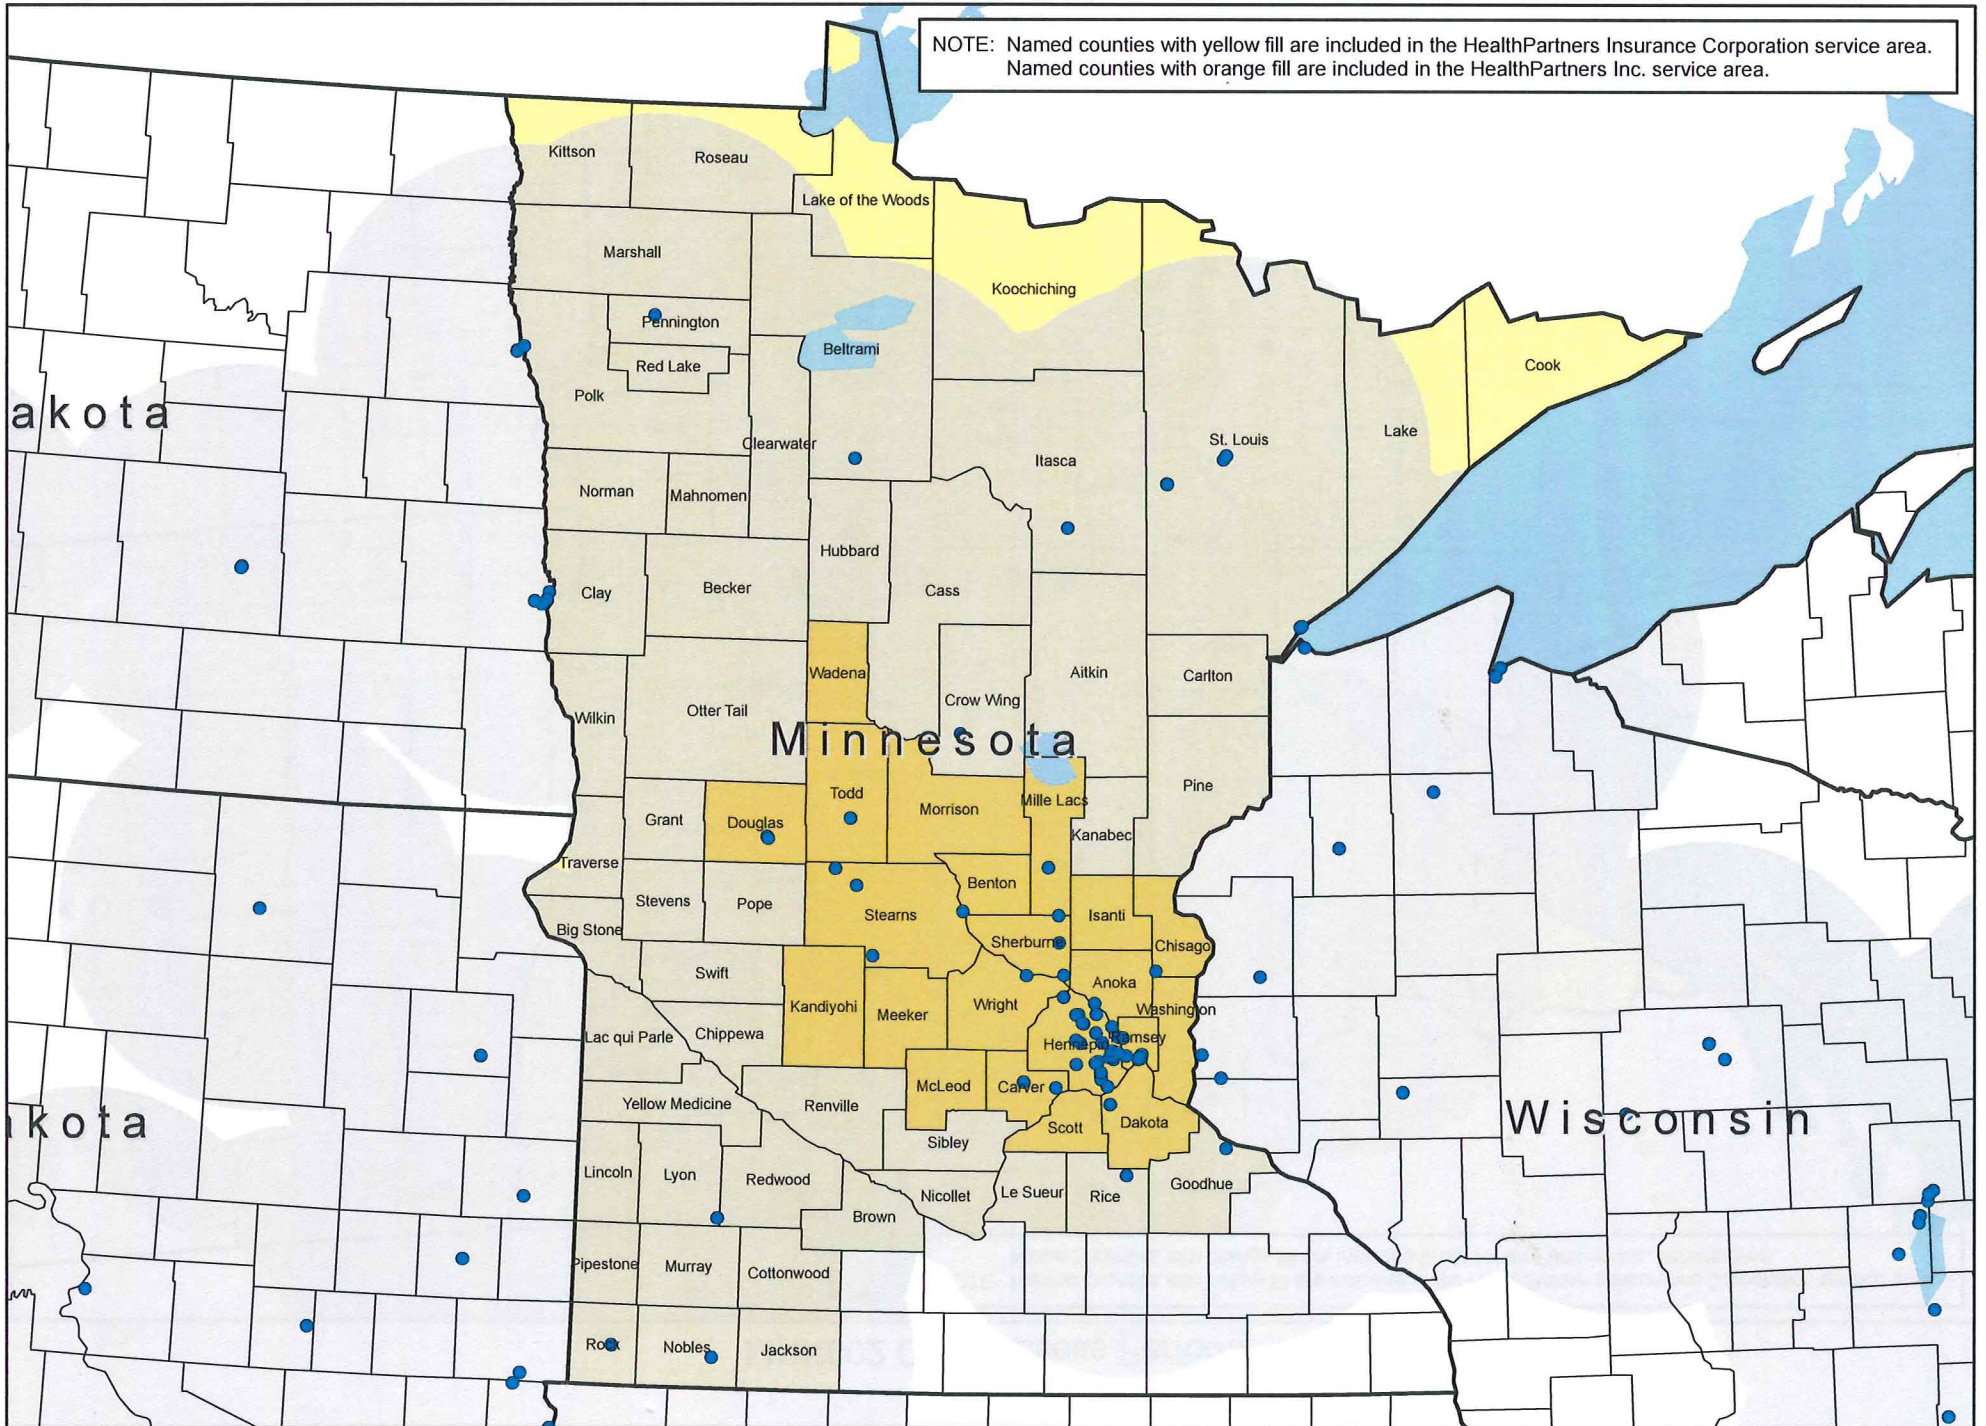 NOTE: Named counties with yellow fill are included in the HealthPartners Insurance Corporation service area.
Named counties with orange fill are included in the HealthPartners Inc. service area.
Kittson
Roseau
Lake of the Woods
Marshall
Koochiching
Pennington
Beltrami
Red Lake
Cook
Polk
akota
Lake
Clearwater
St. Louis
Itasca
Norman
Mahnomen
Hubbard
Becker
Clay
Cass
Wadena
Aitkin
Carlton
Crow Wing
Otter Tail
Wilkin
Minnesota
Pine
Todd
Mille Lacs
Morrison
Grant
Douglas
Kanabec
Traverse
Benton
Stevens
Pope
Stearns
Isanti
Big Stone
Sherburne
Chisago
Swift
Anoka
Kandiyohi
Wright
Washington
Meeker
Chippewa
Lac qui Parle
Ramsey
Hennepin
McLeod
Carver
Yellow Medicine
Renville
Wisconsin
kota
Dakota
Scott
Sibley
Lincoln
Lyon
Redwood
Goodhue
Le Sueur
Rice
Nicollet
Brown
Pipestone
Murray
Cottonwood
Rock
Nobles
Jackson